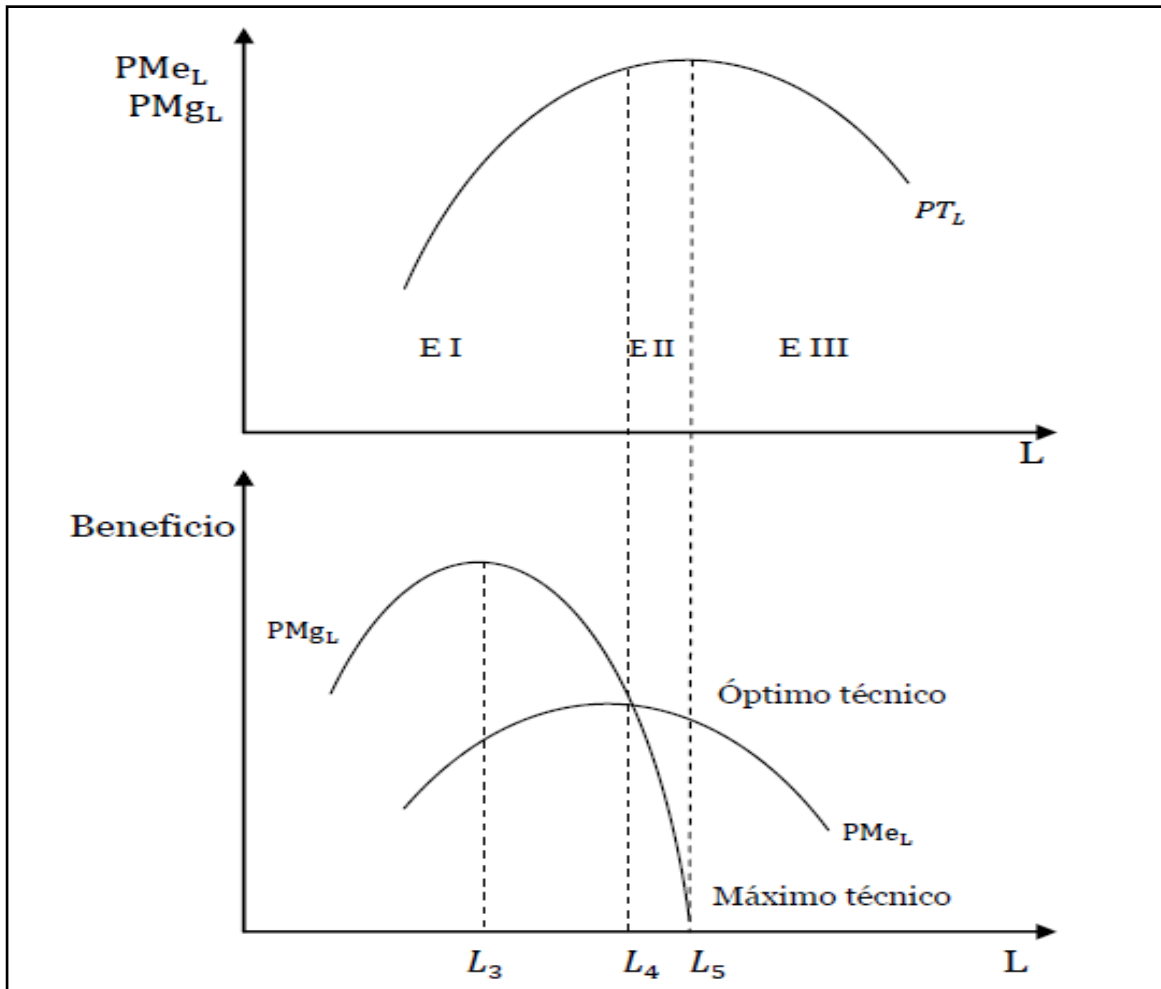 PMe_L
PMg_L
PT_L
E I
E II
E III
L
Beneficio
PMg_L
Óptimo técnico
PMe_L
Máximo técnico
L_3
L_4
L_5
L